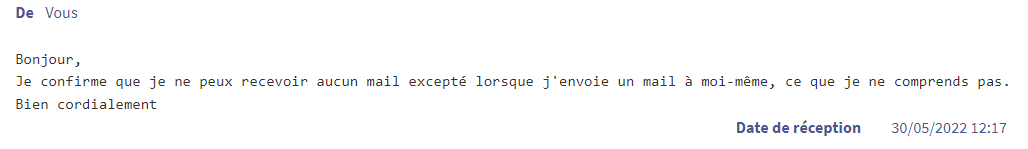 De Vous
Bonjour,
Je confirme que je ne peux recevoir aucun mail excepté lorsque j'envoie un mail à moi-même, ce que je ne comprends pas.
Bien cordialement
Date de réception 30/05/2022 12:17